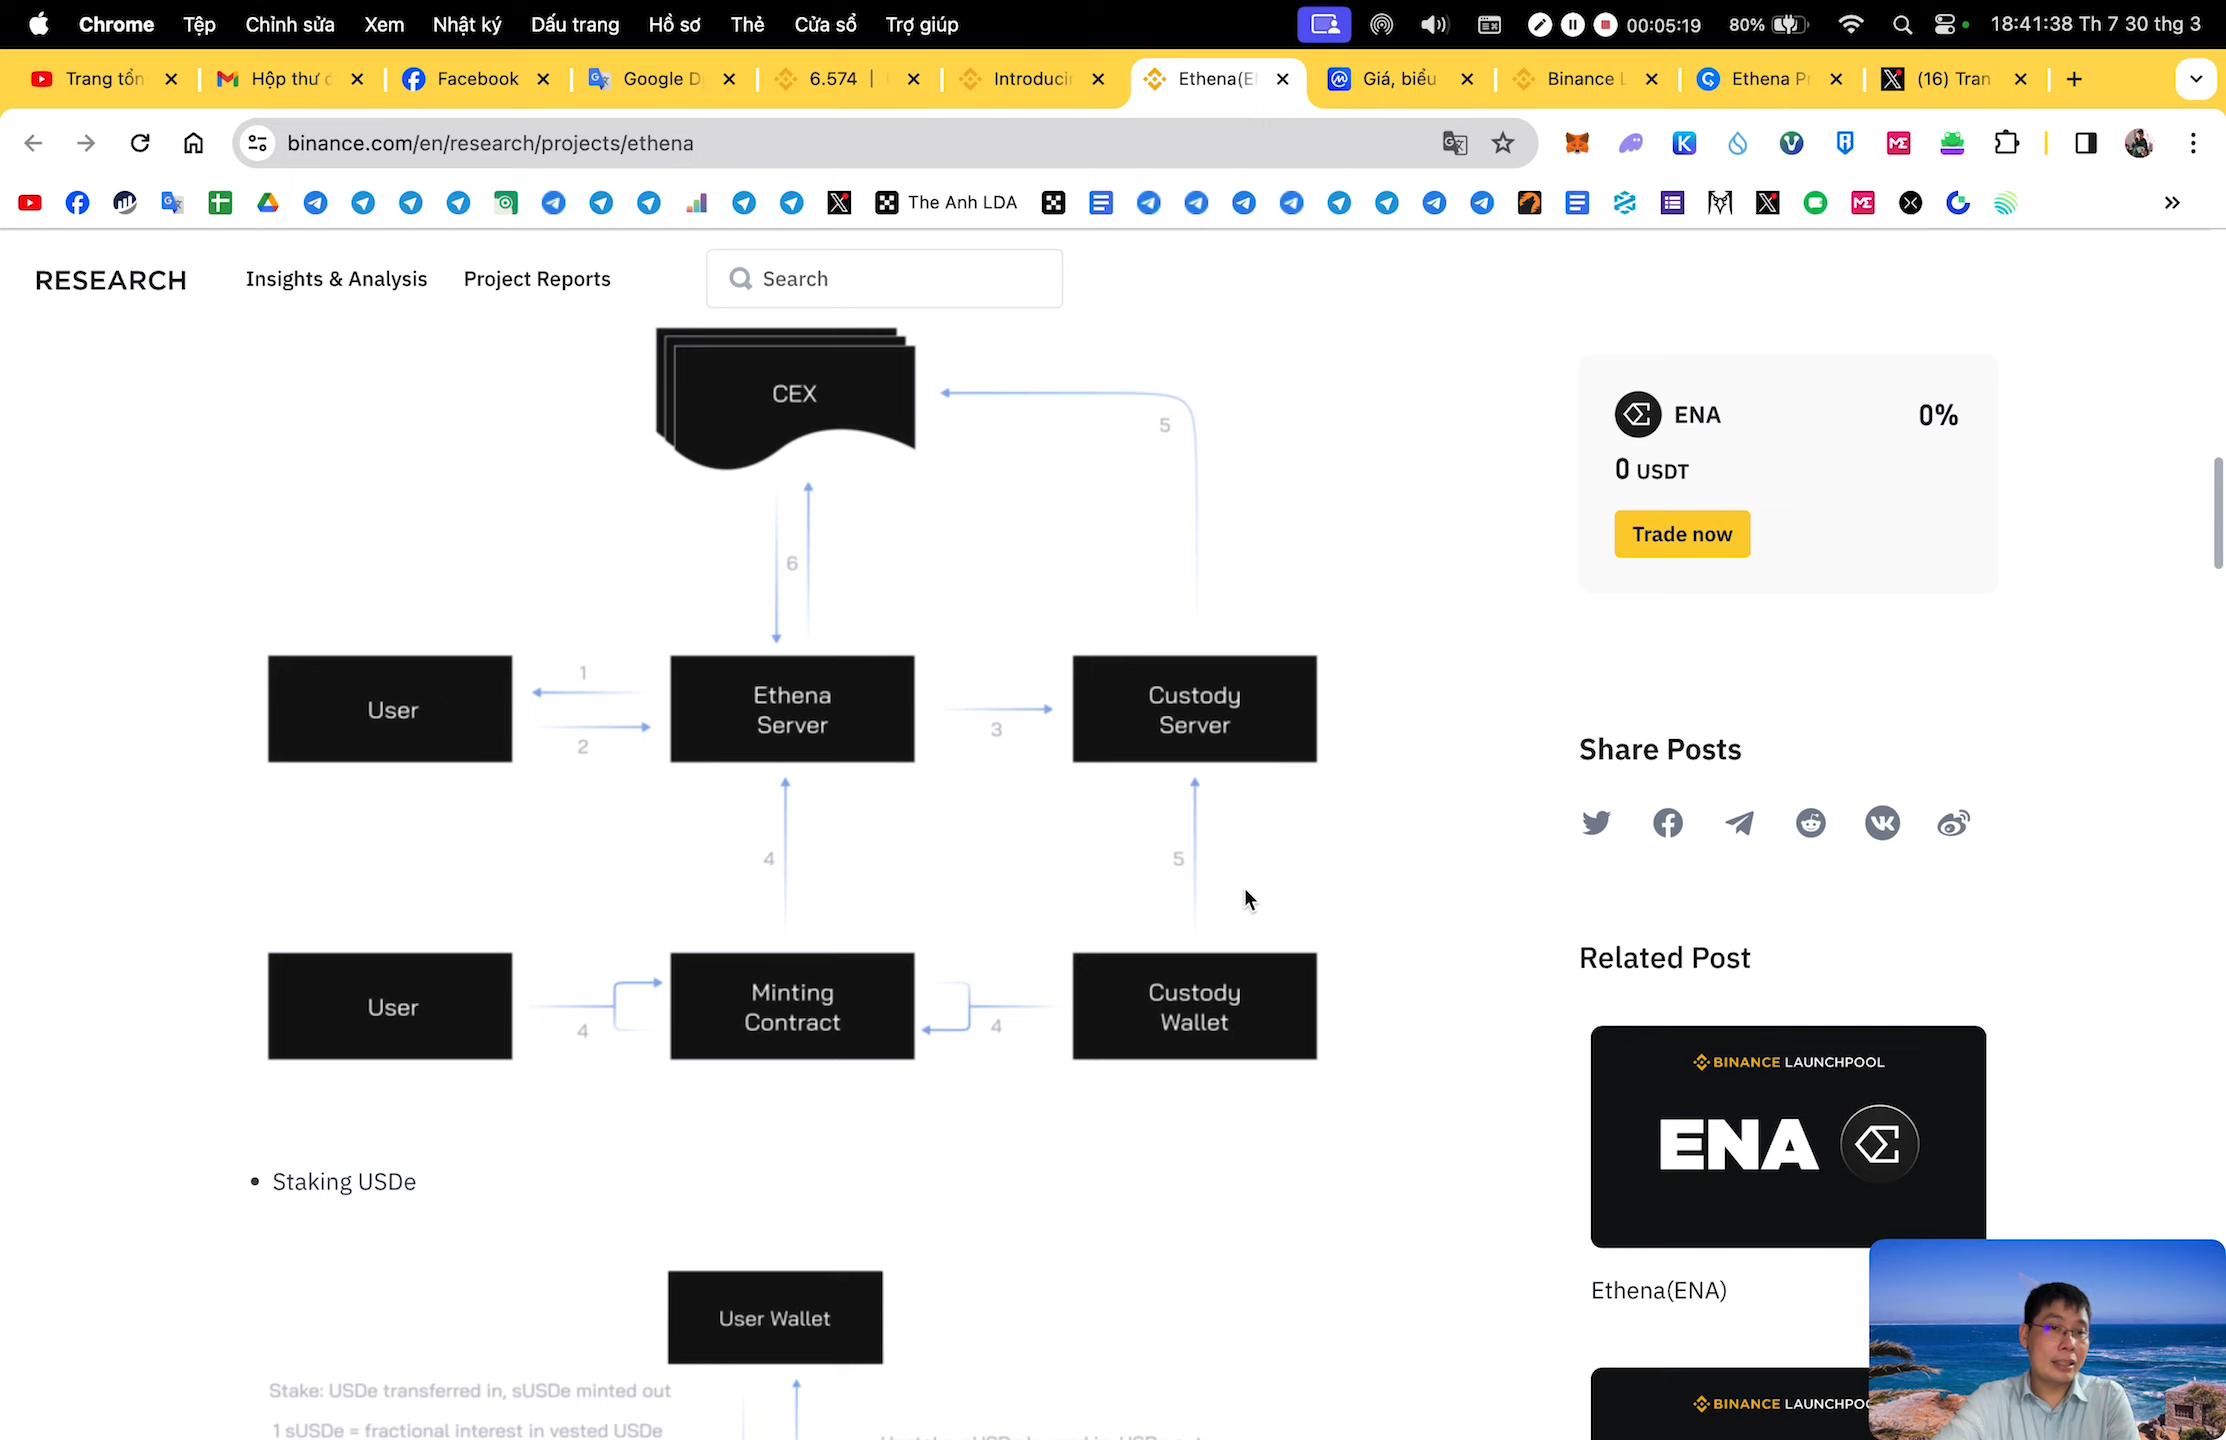 Chrome Tệp Chỉnh sửa Xem Nhật ký Dấu trang Hồ sơ Thẻ Cửa sổ Trợ giúp 00:05:19 80% 18:41:38 Th 7 30 thg 3
Trang tổn Hộp thư Facebook Google D 6.574 | Introducin Ethena(E Giá, biểu Binance L Ethena Pr (16) Tran
binance.com/en/research/projects/ethena
The Anh LDA
RESEARCH Insights & Analysis Project Reports Search
CEX
5
6
User
1
2
Ethena
Server
3
Custody
Server
4
5
User
4
Minting
Contract
4
Custody
Wallet
• Staking USDe
User Wallet
Stake: USDe transferred in, sUSDe minted out
1 sUSDe = fractional interest in vested USDe
ENA 0%
0 USDT
Trade now
Share Posts
Related Post
BINANCE LAUNCHPOOL
ENA
Ethena(ENA)
BINANCE LAUNCHPOO